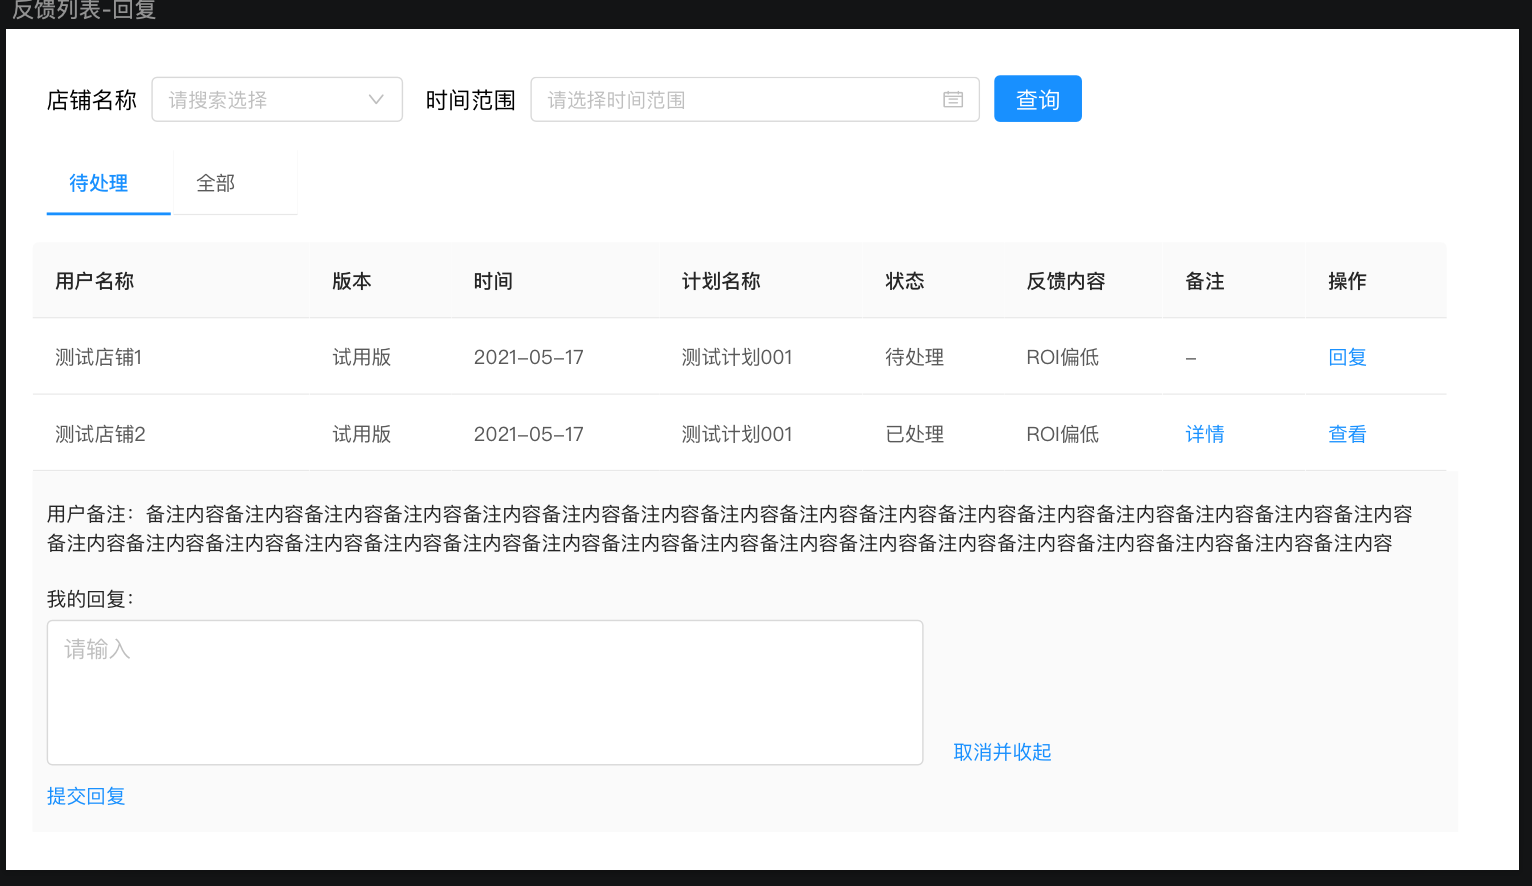 反馈列表-回复
店铺名称 请搜索选择 时间范围 请选择时间范围 查询
待处理 全部
用户名称 版本 时间 计划名称 状态 反馈内容 备注 操作
测试店铺1 试用版 2021-05-17 测试计划001 待处理 ROI偏低 – 回复
测试店铺2 试用版 2021-05-17 测试计划001 已处理 ROI偏低 详情 查看
用户备注：备注内容备注内容备注内容备注内容备注内容备注内容备注内容备注内容备注内容备注内容备注内容备注内容备注内容备注内容备注内容备注内容
备注内容备注内容备注内容备注内容备注内容备注内容备注内容备注内容备注内容备注内容备注内容备注内容备注内容备注内容备注内容备注内容备注内容
我的回复：
请输入
取消并收起
提交回复